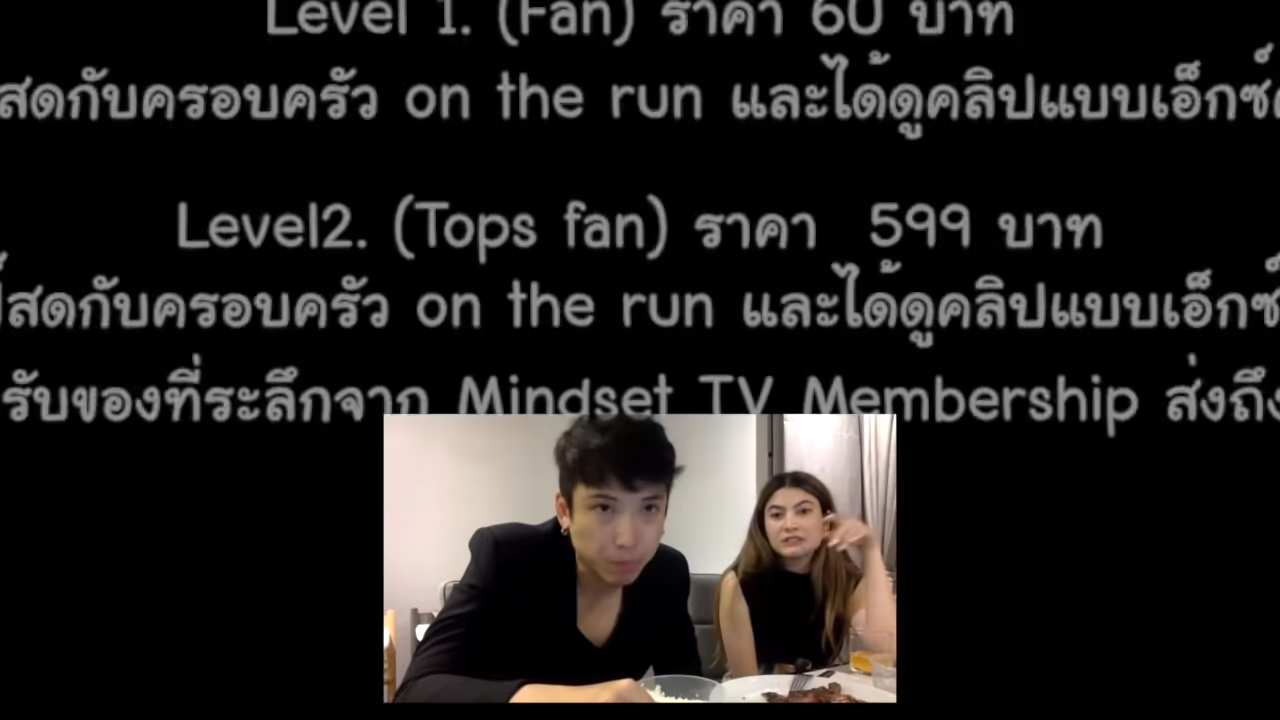 Level 1. (Fan) ราคา 60 บาท
สดกับครอบครัว on the run และได้ดูคลิปแบบเอ็กซ์
Level2. (Tops fan) ราคา 599 บาท
สดกับครอบครัว on the run และได้ดูคลิปแบบเอ็กซ์
รับของที่ระลึกจาก Mindset TV Membership ส่งถึง